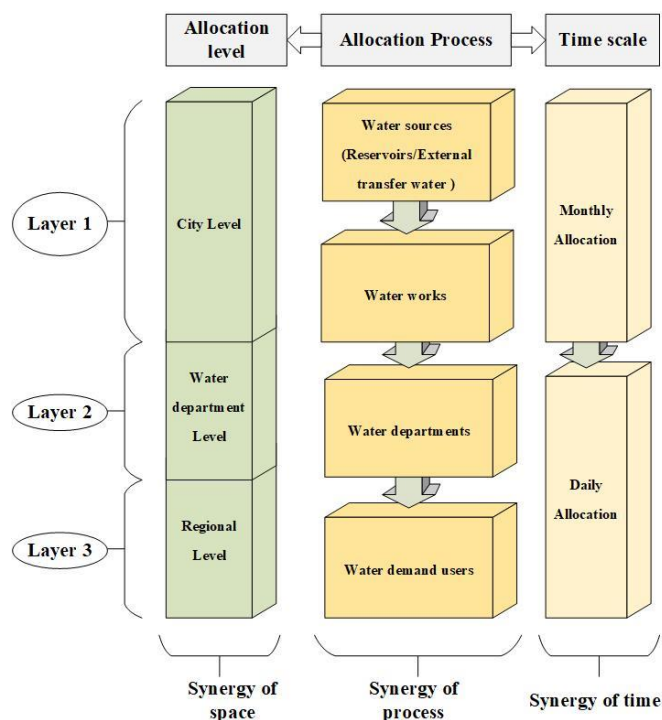 Allocation
level
Allocation Process
Time scale
Layer 1
City Level
Water sources
(Reservoirs/External
transfer water )
Water works
Monthly
Allocation
Layer 2
Water
department
Level
Water departments
Layer 3
Regional
Level
Water demand users
Daily
Allocation
Synergy of
space
Synergy of
process
Synergy of time